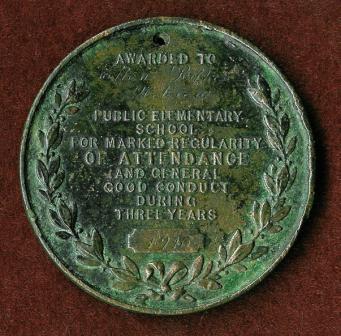 AWARDED TO
PUBLIC ELEMENTARY
SCHOOL
FOR MARKED REGULARITY
OF ATTENDANCE
AND GENERAL
GOOD CONDUCT
DURING
THREE YEARS